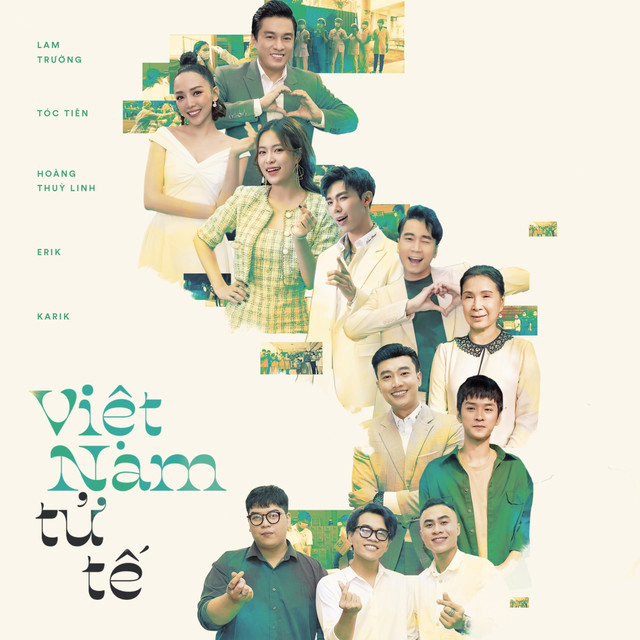 LAM
TRƯỜNG
TÓC TIÊN
HOÀNG
THUỲ LINH
ERIK
KARIK
Việt
Nam
tử
tế